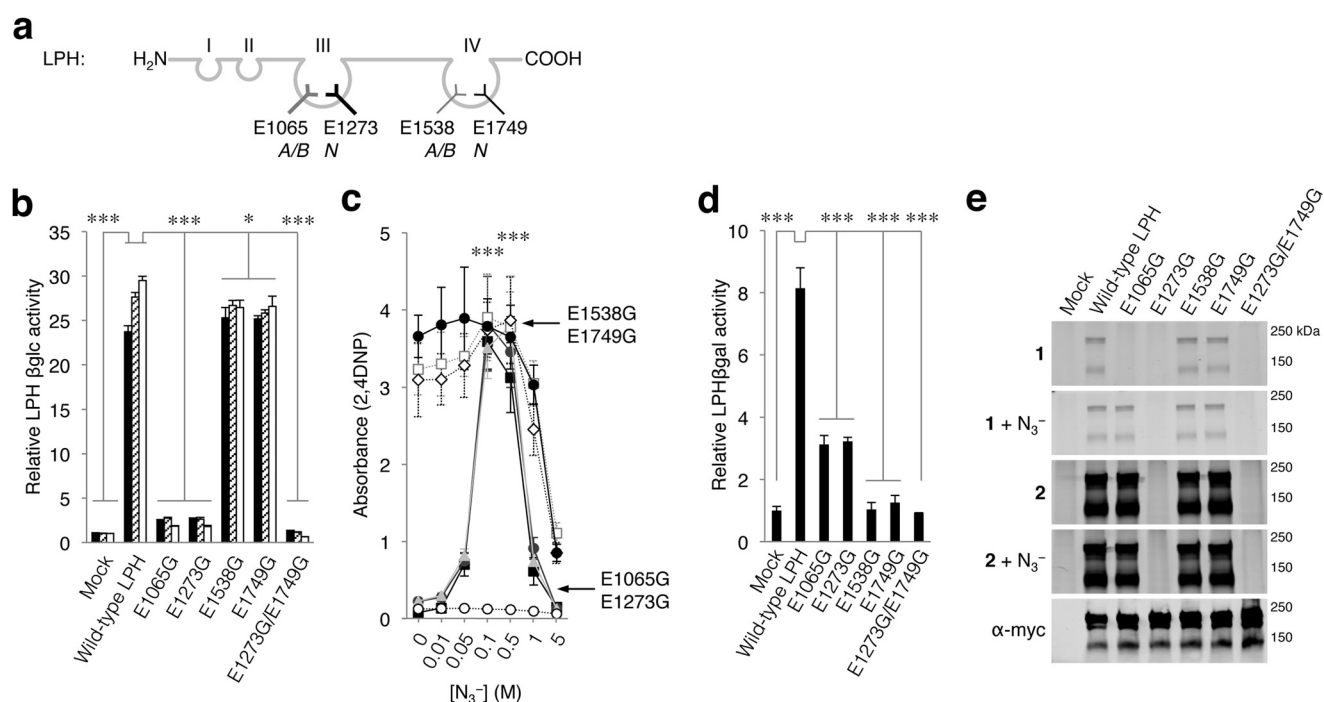 a
LPH:
H₂N
I
II
III
IV
COOH
E1065
E1273
E1538
E1749
A/B
N
A/B
N
b
***
***
*
***
Relative LPH βglc activity
35
30
25
20
15
10
5
0
Mock
Wild-type LPH
E1065G
E1273G
E1538G
E1749G
E1273G/E1749G
c
***
***
Absorbance (2,4DNP)
5
4
3
2
1
0
E1538G
E1749G
E1065G
E1273G
0
0.01
0.05
0.1
0.5
1
5
[N₃⁻] (M)
d
***
***
***
***
Relative LPHβgal activity
10
8
6
4
2
0
Mock
Wild-type LPH
E1065G
E1273G
E1538G
E1749G
E1273G/E1749G
e
Mock
Wild-type LPH
E1065G
E1273G
E1538G
E1749G
E1273G/E1749G
1
250 kDa
150
1 + N₃⁻
250
150
2
250
150
2 + N₃⁻
250
150
α-myc
250
150